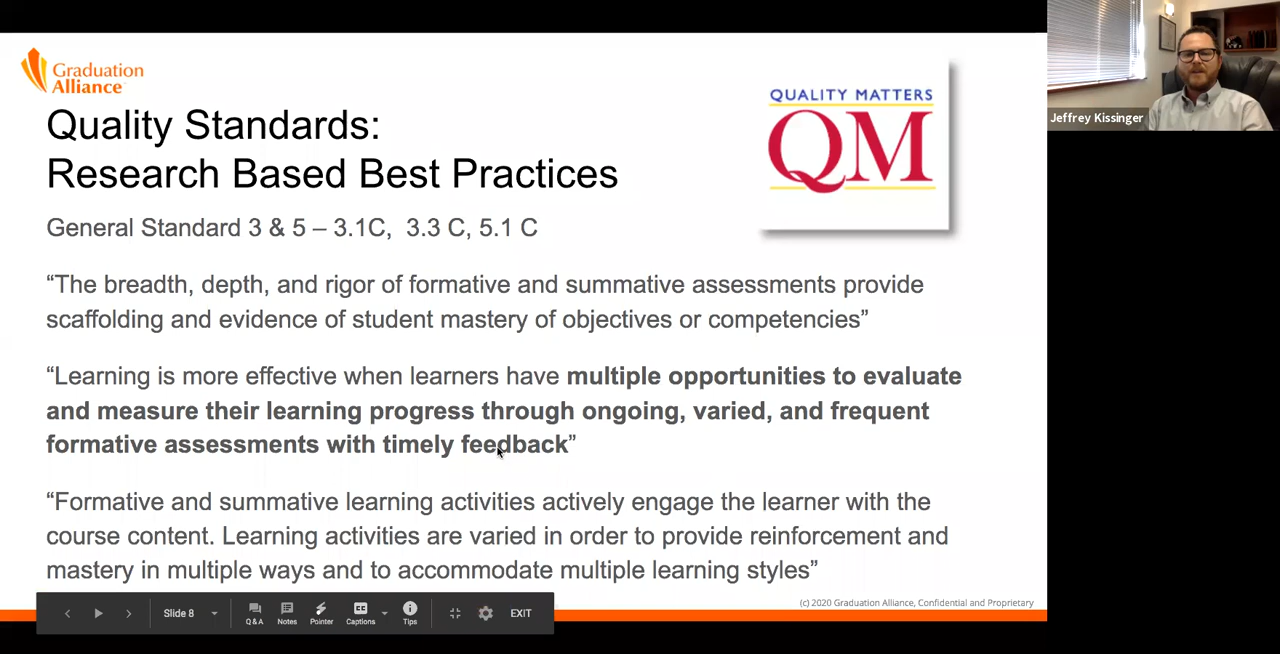 Graduation
Alliance
Quality Standards:
Research Based Best Practices
QUALITY MATTERS
QM
General Standard 3 & 5 – 3.1C, 3.3 C, 5.1 C
“The breadth, depth, and rigor of formative and summative assessments provide
scaffolding and evidence of student mastery of objectives or competencies”
“Learning is more effective when learners have multiple opportunities to evaluate
and measure their learning progress through ongoing, varied, and frequent
formative assessments with timely feedback”
“Formative and summative learning activities actively engage the learner with the
course content. Learning activities are varied in order to provide reinforcement and
mastery in multiple ways and to accommodate multiple learning styles”
(c) 2020 Graduation Alliance, Confidential and Proprietary
Slide 8
Q&A
Notes
Pointer
CC
Captions
Tips
EXIT
Jeffrey Kissinger